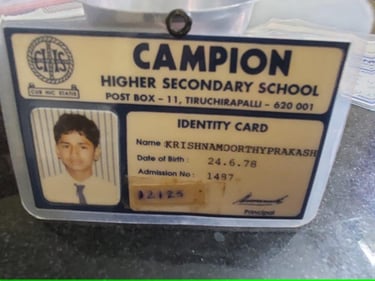 CAMPION
HIGHER SECONDARY SCHOOL
POST BOX - 11, TIRUCHIRAPALLI - 620 001
IDENTITY CARD
Name: KRISHNAMOORTHYPRAKASH
Date of Birth : 24.6.78
Admission No : 1487
12125
Principal